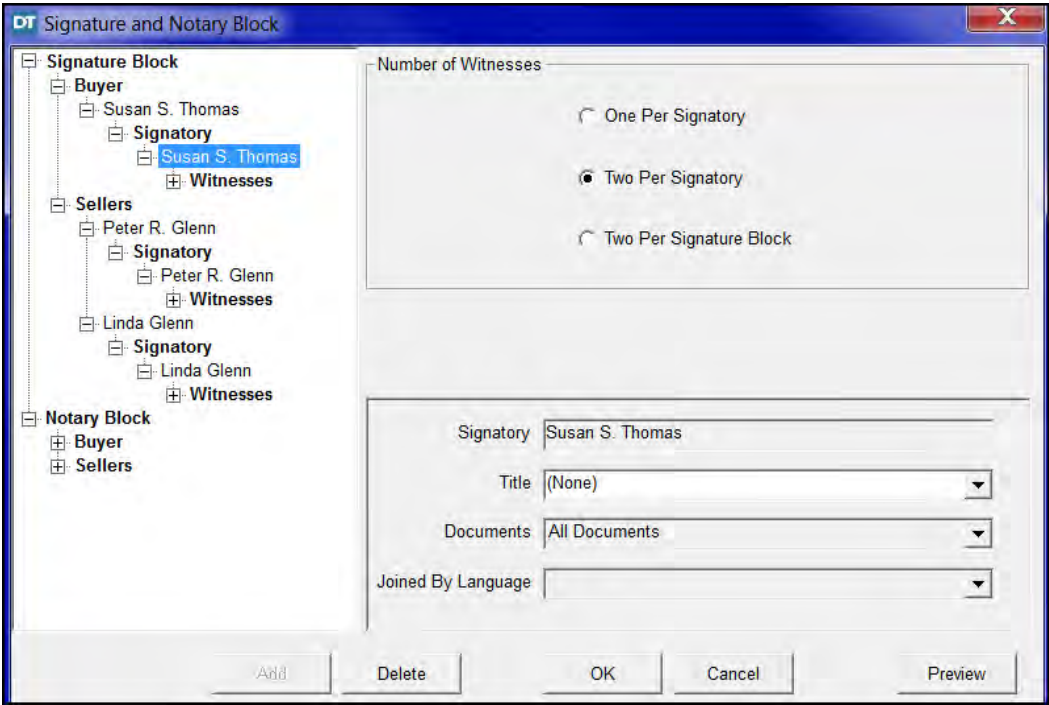 DT Signature and Notary Block
X
Signature Block
Buyer
Susan S. Thomas
Signatory
Susan S. Thomas
Witnesses
Sellers
Peter R. Glenn
Signatory
Peter R. Glenn
Witnesses
Linda Glenn
Signatory
Linda Glenn
Witnesses
Notary Block
Buyer
Sellers
Number of Witnesses
One Per Signatory
Two Per Signatory
Two Per Signature Block
Signatory Susan S. Thomas
Title (None)
Documents All Documents
Joined By Language
Add Delete OK Cancel Preview